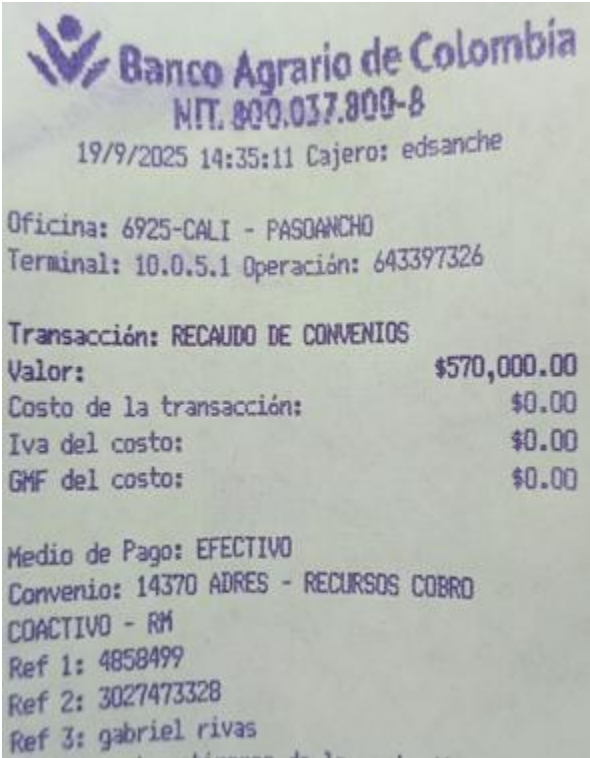 Banco Agrario de Colombia
NIT. 800.037.800-8
19/9/2025 14:35:11 Cajero: edsanche
Oficina: 6925-CALI - PASOANCHO
Terminal: 10.0.5.1 Operación: 643397326
Transacción: RECAUDO DE CONVENIOS
Valor: $570,000.00
Costo de la transacción: $0.00
Iva del costo: $0.00
GMF del costo: $0.00
Medio de Pago: EFECTIVO
Convenio: 14370 ADRES - RECURSOS COBRO
COACTIVO - RM
Ref 1: 4858499
Ref 2: 3027473328
Ref 3: gabriel rivas